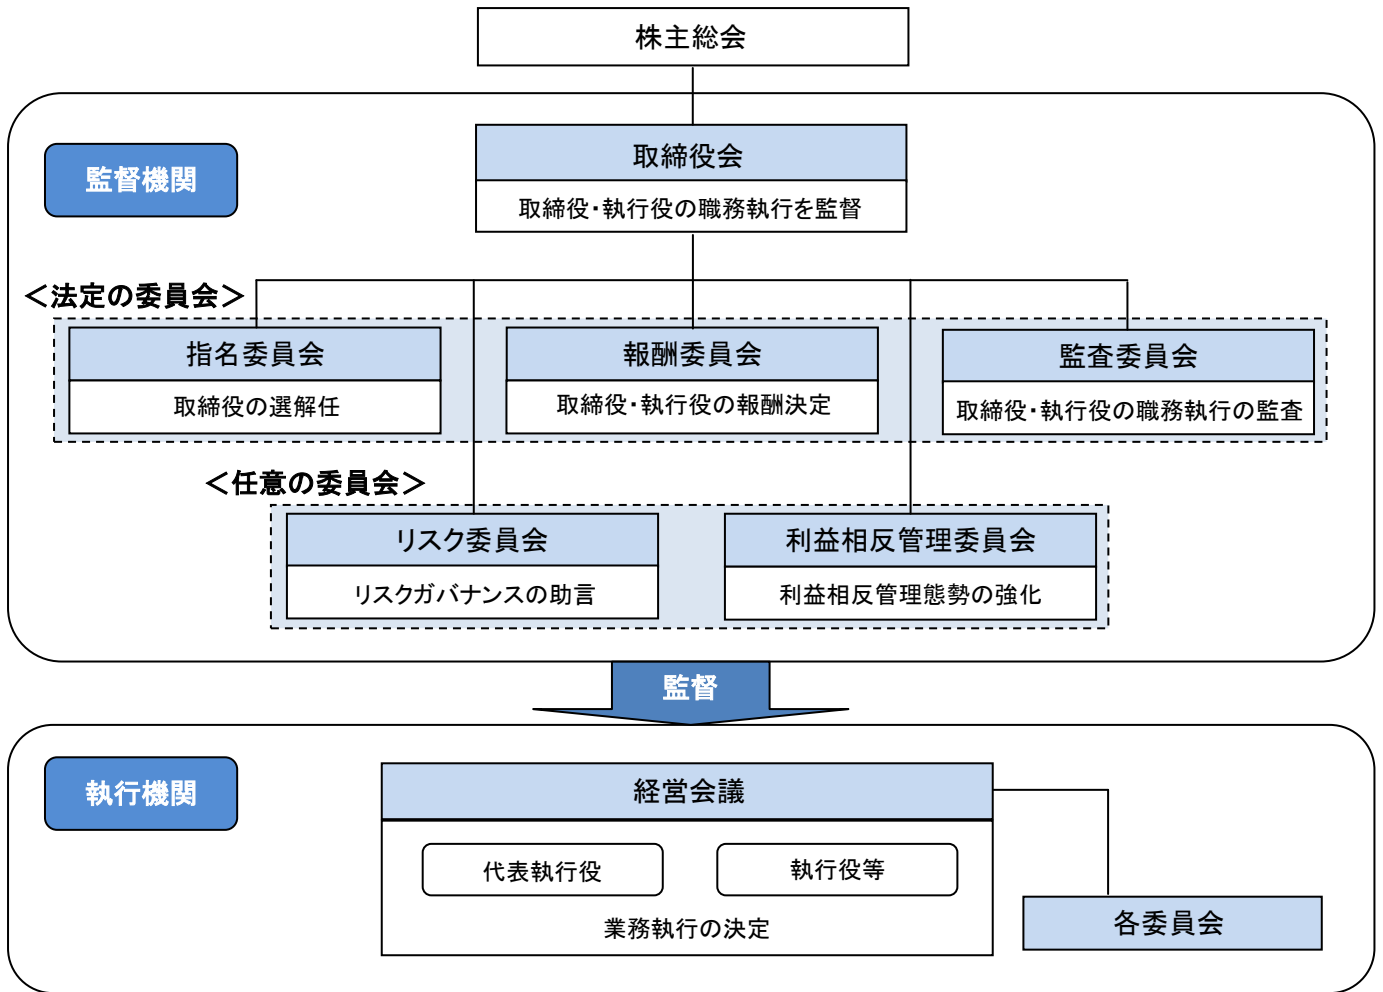 株主総会
監督機関
取締役会
取締役・執行役の職務執行を監督
＜法定の委員会＞
指名委員会
取締役の選解任
報酬委員会
取締役・執行役の報酬決定
監査委員会
取締役・執行役の職務執行の監査
＜任意の委員会＞
リスク委員会
リスクガバナンスの助言
利益相反管理委員会
利益相反管理態勢の強化
監督
執行機関
経営会議
代表執行役
執行役等
業務執行の決定
各委員会